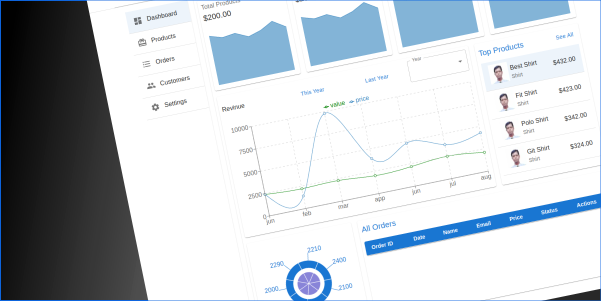 Dashboard
Products
Orders
Customers
Settings
Total Products
$200.00
This Year
Last Year
Year
Revinue
value
price
10000
7500
5000
2500
0
jun
feb
mar
app
jun
jul
aug
Top Products
See All
Best Shirt
Shirt
$432.00
Fit Shirt
Shirt
$423.00
Polo Shirt
Shirt
$342.00
Git Shirt
Shirt
$324.00
All Orders
Order ID
Date
Name
Email
Price
Status
Actions
2290
2210
2400
2000
2100